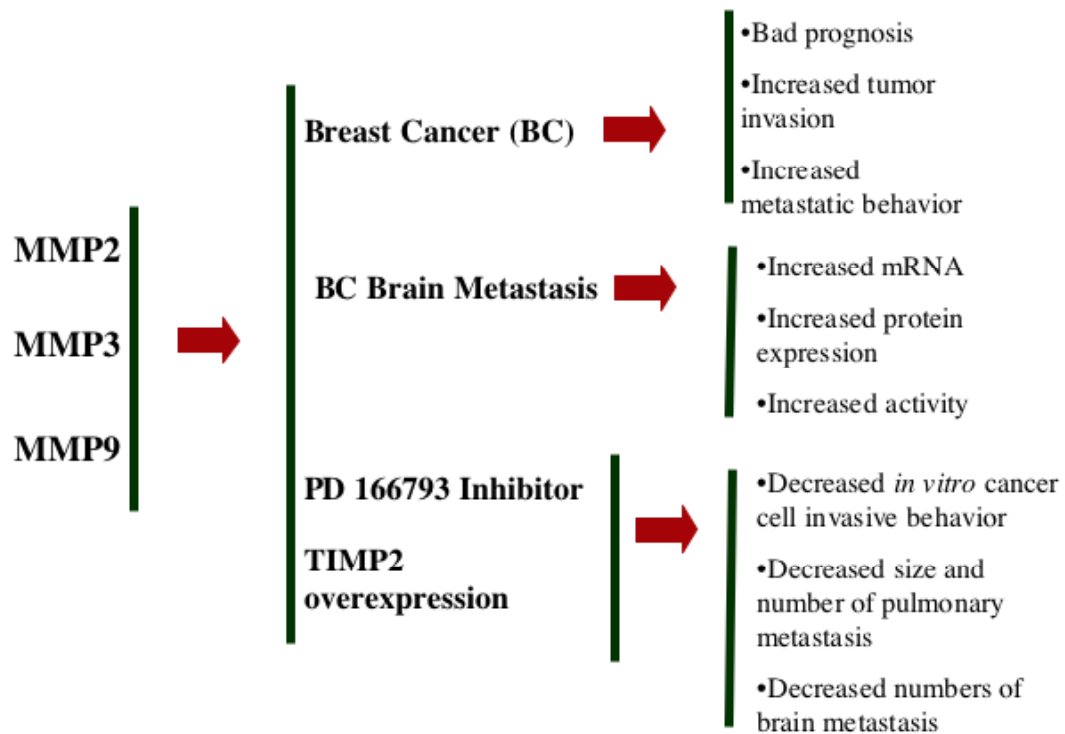 MMP2
MMP3
MMP9
Breast Cancer (BC)
•Bad prognosis
•Increased tumor
invasion
•Increased
metastatic behavior
BC Brain Metastasis
•Increased mRNA
•Increased protein
expression
•Increased activity
PD 166793 Inhibitor
TIMP2
overexpression
•Decreased in vitro cancer
cell invasive behavior
•Decreased size and
number of pulmonary
metastasis
•Decreased numbers of
brain metastasis